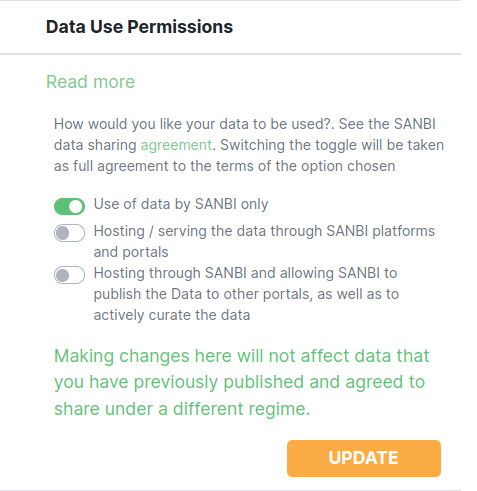 Data Use Permissions
Read more
How would you like your data to be used?. See the SANBI
data sharing agreement. Switching the toggle will be taken
as full agreement to the terms of the option chosen
Use of data by SANBI only
Hosting / serving the data through SANBI platforms
and portals
Hosting through SANBI and allowing SANBI to
publish the Data to other portals, as well as to
actively curate the data
Making changes here will not affect data that
you have previously published and agreed to
share under a different regime.
UPDATE